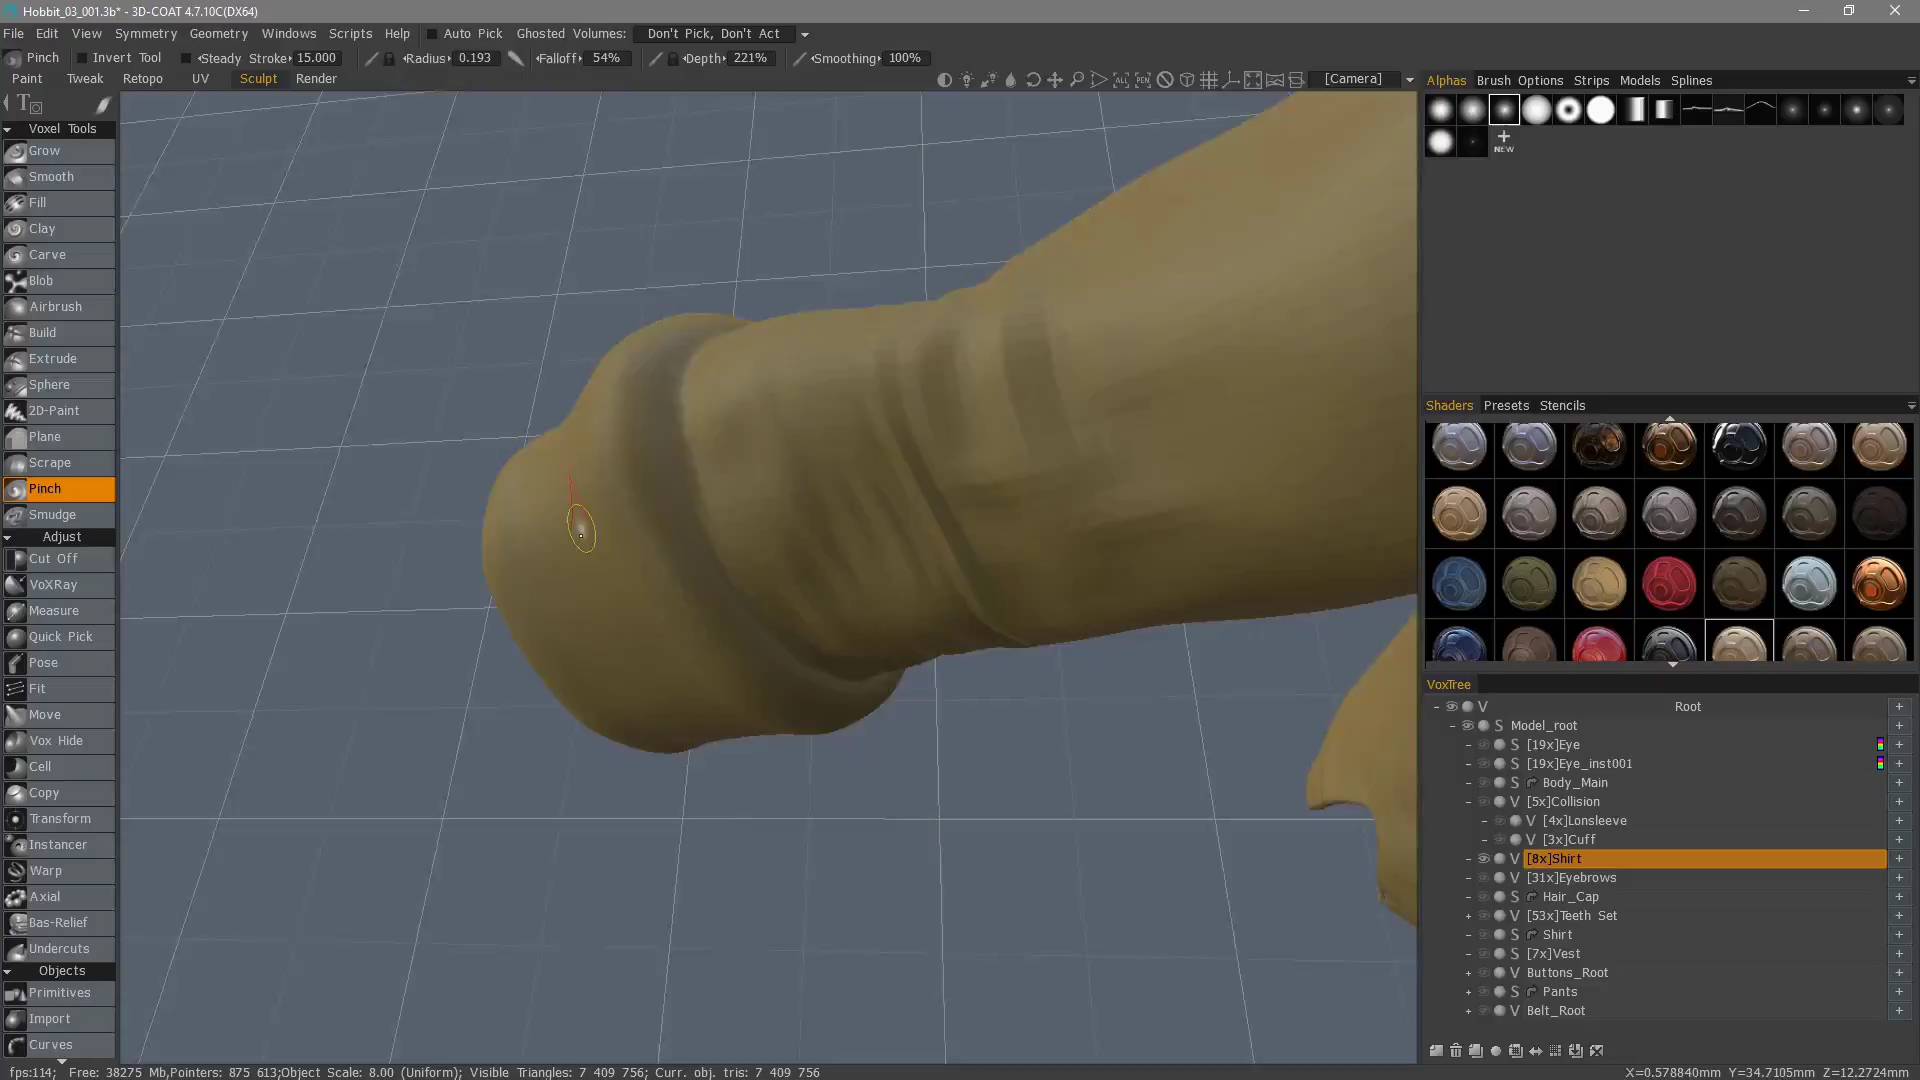 Hobbit_03_001.3b* - 3D-COAT 4.7.10C(DX64)
File Edit View Symmetry Geometry Windows Scripts Help Auto Pick Ghosted Volumes: Don't Pick, Don't Act
Pinch Invert Tool Steady Stroke 15.000 Radius 0.193 Falloff 54% Depth 221% Smoothing 100%
Paint Tweak Retopo UV Sculpt Render ALL PEN [Camera]
Alphas Brush Options Strips Models Splines
NEW
Voxel Tools
Grow
Smooth
Fill
Clay
Carve
Blob
Airbrush
Build
Extrude
Sphere
2D-Paint
Plane
Scrape
Pinch
Smudge
Adjust
Cut Off
VoXRay
Measure
Quick Pick
Pose
Fit
Move
Vox Hide
Cell
Copy
Transform
Instancer
Warp
Axial
Bas-Relief
Undercuts
Objects
Primitives
Import
Curves
Shaders Presets Stencils
VoxTree
V Root
S Model_root
S [19x]Eye
S [19x]Eye_inst001
S Body_Main
V [5x]Collision
V [4x]Lonsleeve
V [3x]Cuff
V [8x]Shirt
V [31x]Eyebrows
S Hair_Cap
V [53x]Teeth Set
S Shirt
S [7x]Vest
V Buttons_Root
S Pants
V Belt_Root
fps:114; Free: 38275 Mb,Pointers: 875 613;Object Scale: 8.00 (Uniform); Visible Triangles: 7 409 756; Curr. obj. tris: 7 409 756 X=0.578840mm Y=34.7105mm Z=12.2724mm